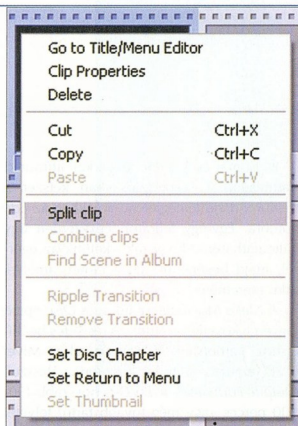 Go to Title/Menu Editor
Clip Properties
Delete
Cut Ctrl+X
Copy Ctrl+C
Paste Ctrl+V
Split clip
Combine clips
Find Scene in Album
Ripple Transition
Remove Transition
Set Disc Chapter
Set Return to Menu
Set Thumbnail